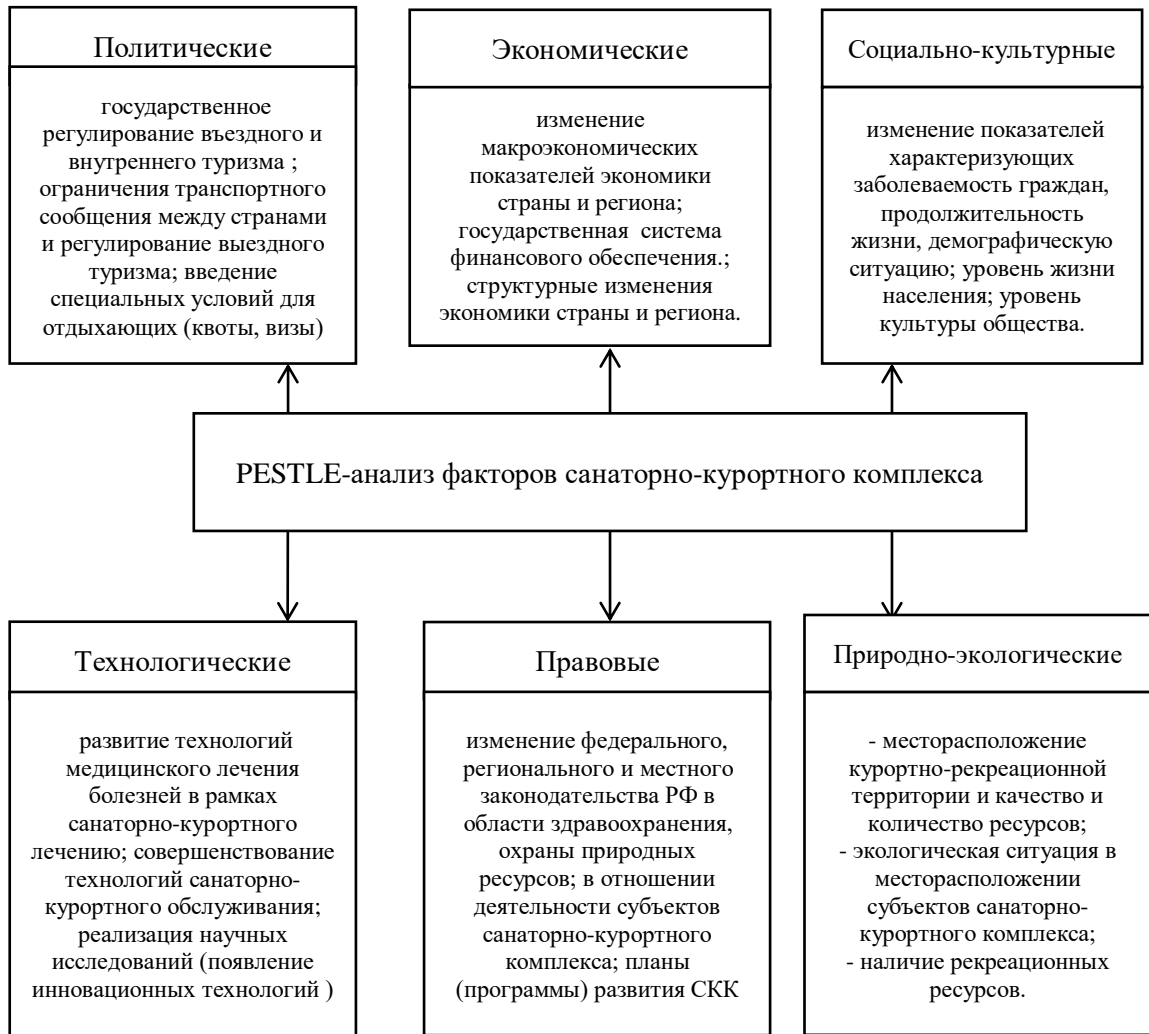 Политические
государственное
регулирование въездного и
внутреннего туризма ;
ограничения транспортного
сообщения между странами
и регулирование выездного
туризма; введение
специальных условий для
отдыхающих (квоты, визы)
Экономические
изменение
макроэкономических
показателей экономики
страны и региона;
государственная система
финансового обеспечения.;
структурные изменения
экономики страны и региона.
Социально-культурные
изменение показателей
характеризующих
заболеваемость граждан,
продолжительность
жизни, демографическую
ситуацию; уровень жизни
населения; уровень
культуры общества.
PESTLE-анализ факторов санаторно-курортного комплекса
Технологические
развитие технологий
медицинского лечения
болезней в рамках
санаторно-курортного
лечению; совершенствование
технологий санаторно-
курортного обслуживания;
реализация научных
исследований (появление
инновационных технологий )
Правовые
изменение федерального,
регионального и местного
законодательства РФ в
области здравоохранения,
охраны природных
ресурсов; в отношении
деятельности субъектов
санаторно-курортного
комплекса; планы
(программы) развития СКК
Природно-экологические
- месторасположение
курортно-рекреационной
территории и качество и
количество ресурсов;
- экологическая ситуация в
месторасположении
субъектов санаторно-
курортного комплекса;
- наличие рекреационных
ресурсов.